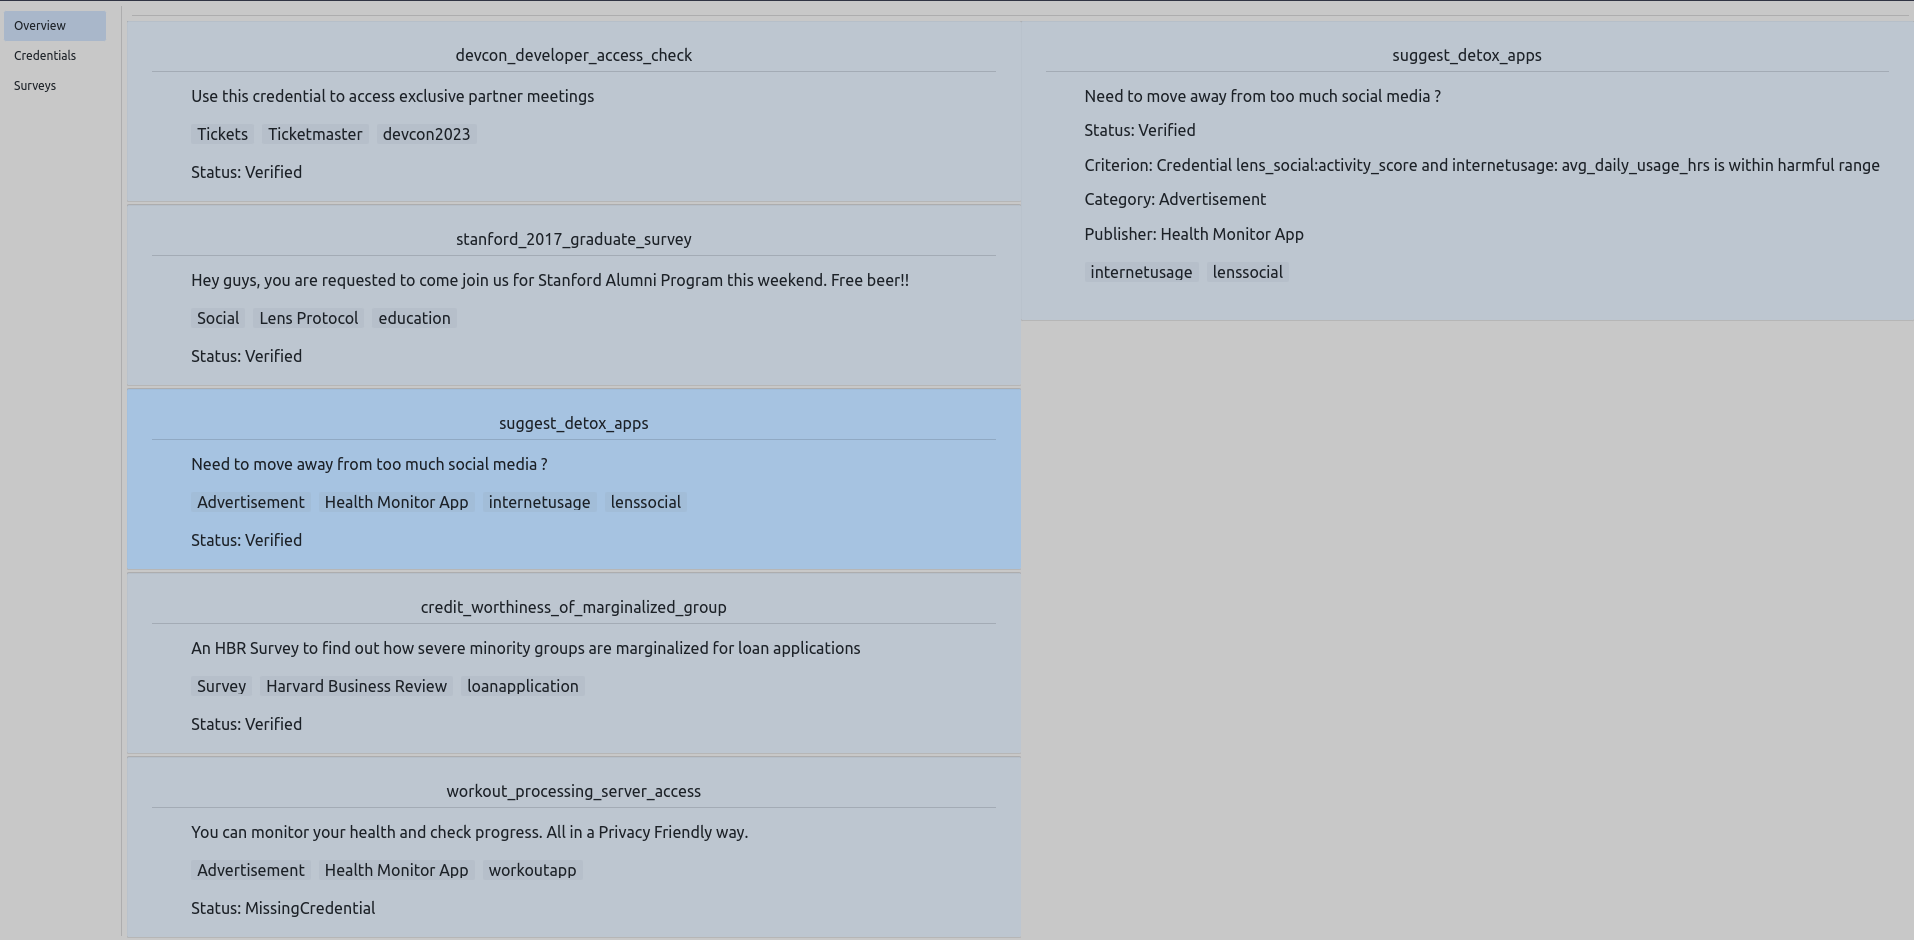 Overview
Credentials
Surveys
devcon_developer_access_check
Use this credential to access exclusive partner meetings
Tickets Ticketmaster devcon2023
Status: Verified
stanford_2017_graduate_survey
Hey guys, you are requested to come join us for Stanford Alumni Program this weekend. Free beer!!
Social Lens Protocol education
Status: Verified
suggest_detox_apps
Need to move away from too much social media ?
Advertisement Health Monitor App internetusage lenssocial
Status: Verified
credit_worthiness_of_marginalized_group
An HBR Survey to find out how severe minority groups are marginalized for loan applications
Survey Harvard Business Review loanapplication
Status: Verified
workout_processing_server_access
You can monitor your health and check progress. All in a Privacy Friendly way.
Advertisement Health Monitor App workoutapp
Status: MissingCredential
suggest_detox_apps
Need to move away from too much social media ?
Status: Verified
Criterion: Credential lens_social:activity_score and internetusage: avg_daily_usage_hrs is within harmful range
Category: Advertisement
Publisher: Health Monitor App
internetusage lenssocial